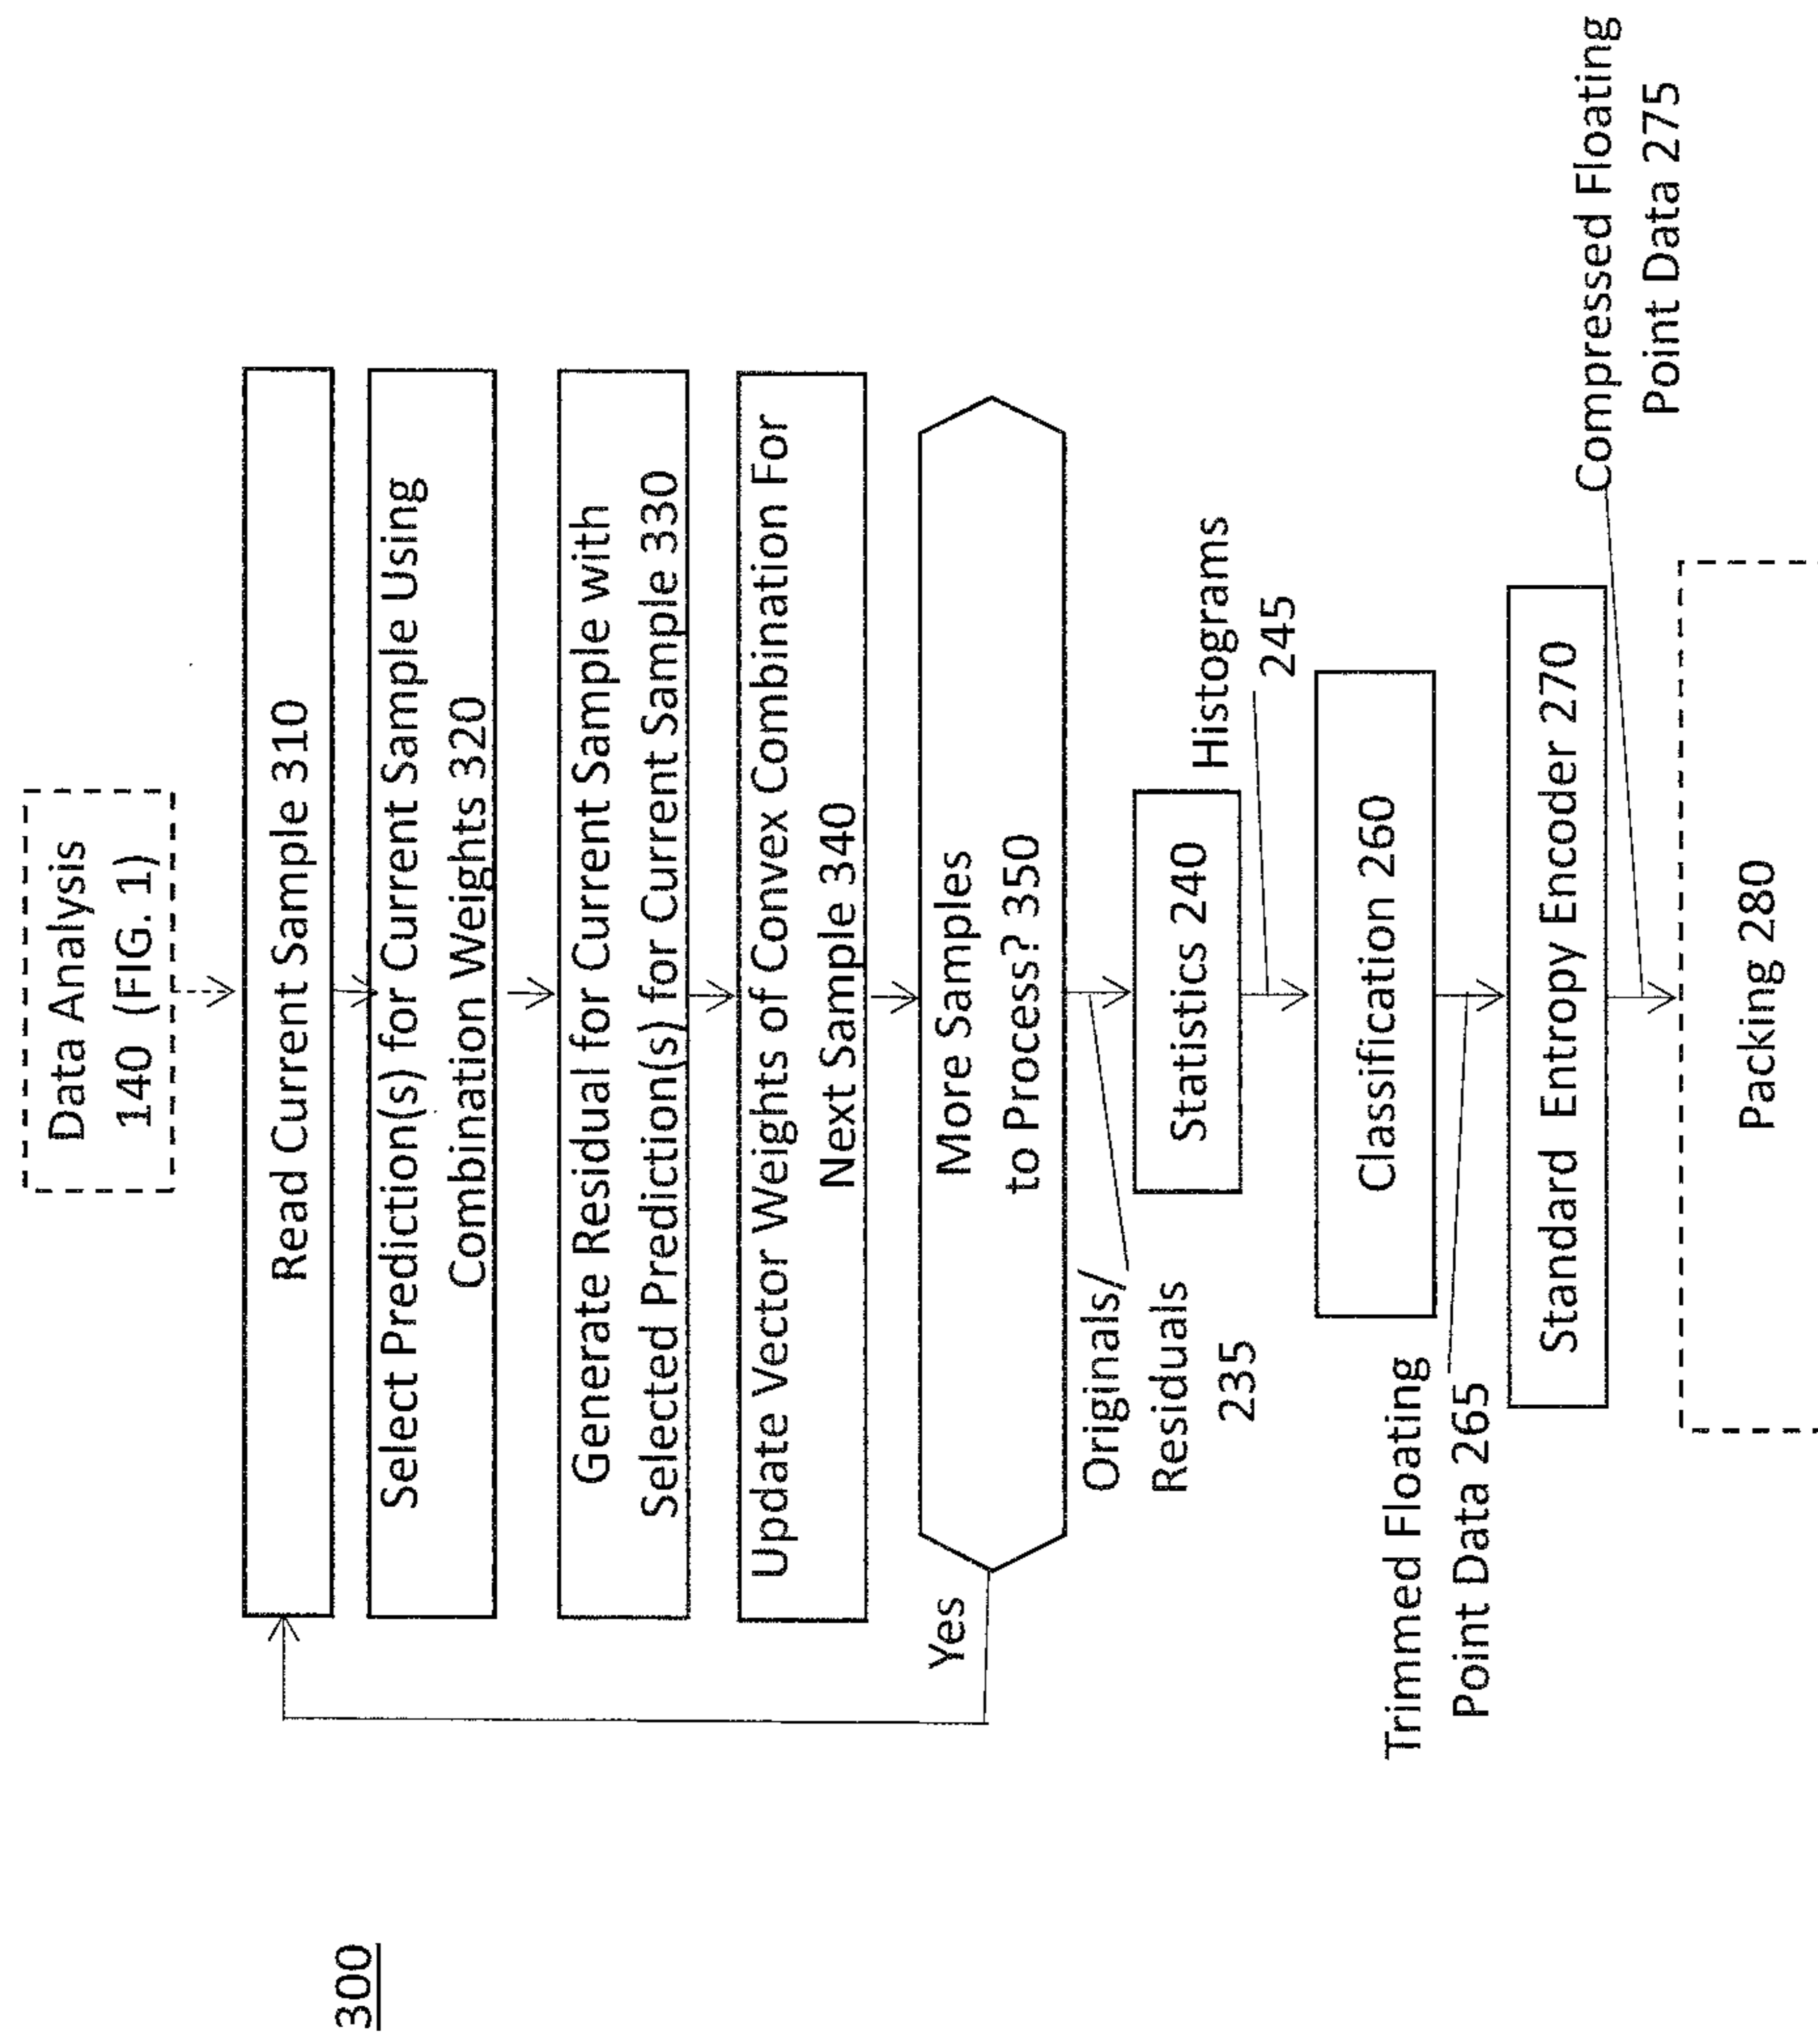 300
Data Analysis
140 (FIG. 1)
Read Current Sample 310
Select Prediction(s) for Current Sample Using
Combination Weights 320
Generate Residual for Current Sample with
Selected Prediction(s) for Current Sample 330
Update Vector Weights of Convex Combination For
Next Sample 340
More Samples
to Process? 350
Yes
Originals/
Residuals
235
Statistics 240
Histograms
245
Classification 260
Trimmed Floating
Point Data 265
Standard Entropy Encoder 270
Compressed Floating
Point Data 275
Packing 280